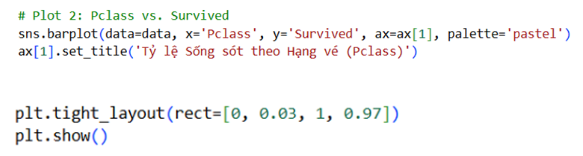 # Plot 2: Pclass vs. Survived
sns.barplot(data=data, x='Pclass', y='Survived', ax=ax[1], palette='pastel')
ax[1].set_title('Tỷ lệ Sống sót theo Hạng vé (Pclass)')
plt.tight_layout(rect=[0, 0.03, 1, 0.97])
plt.show()